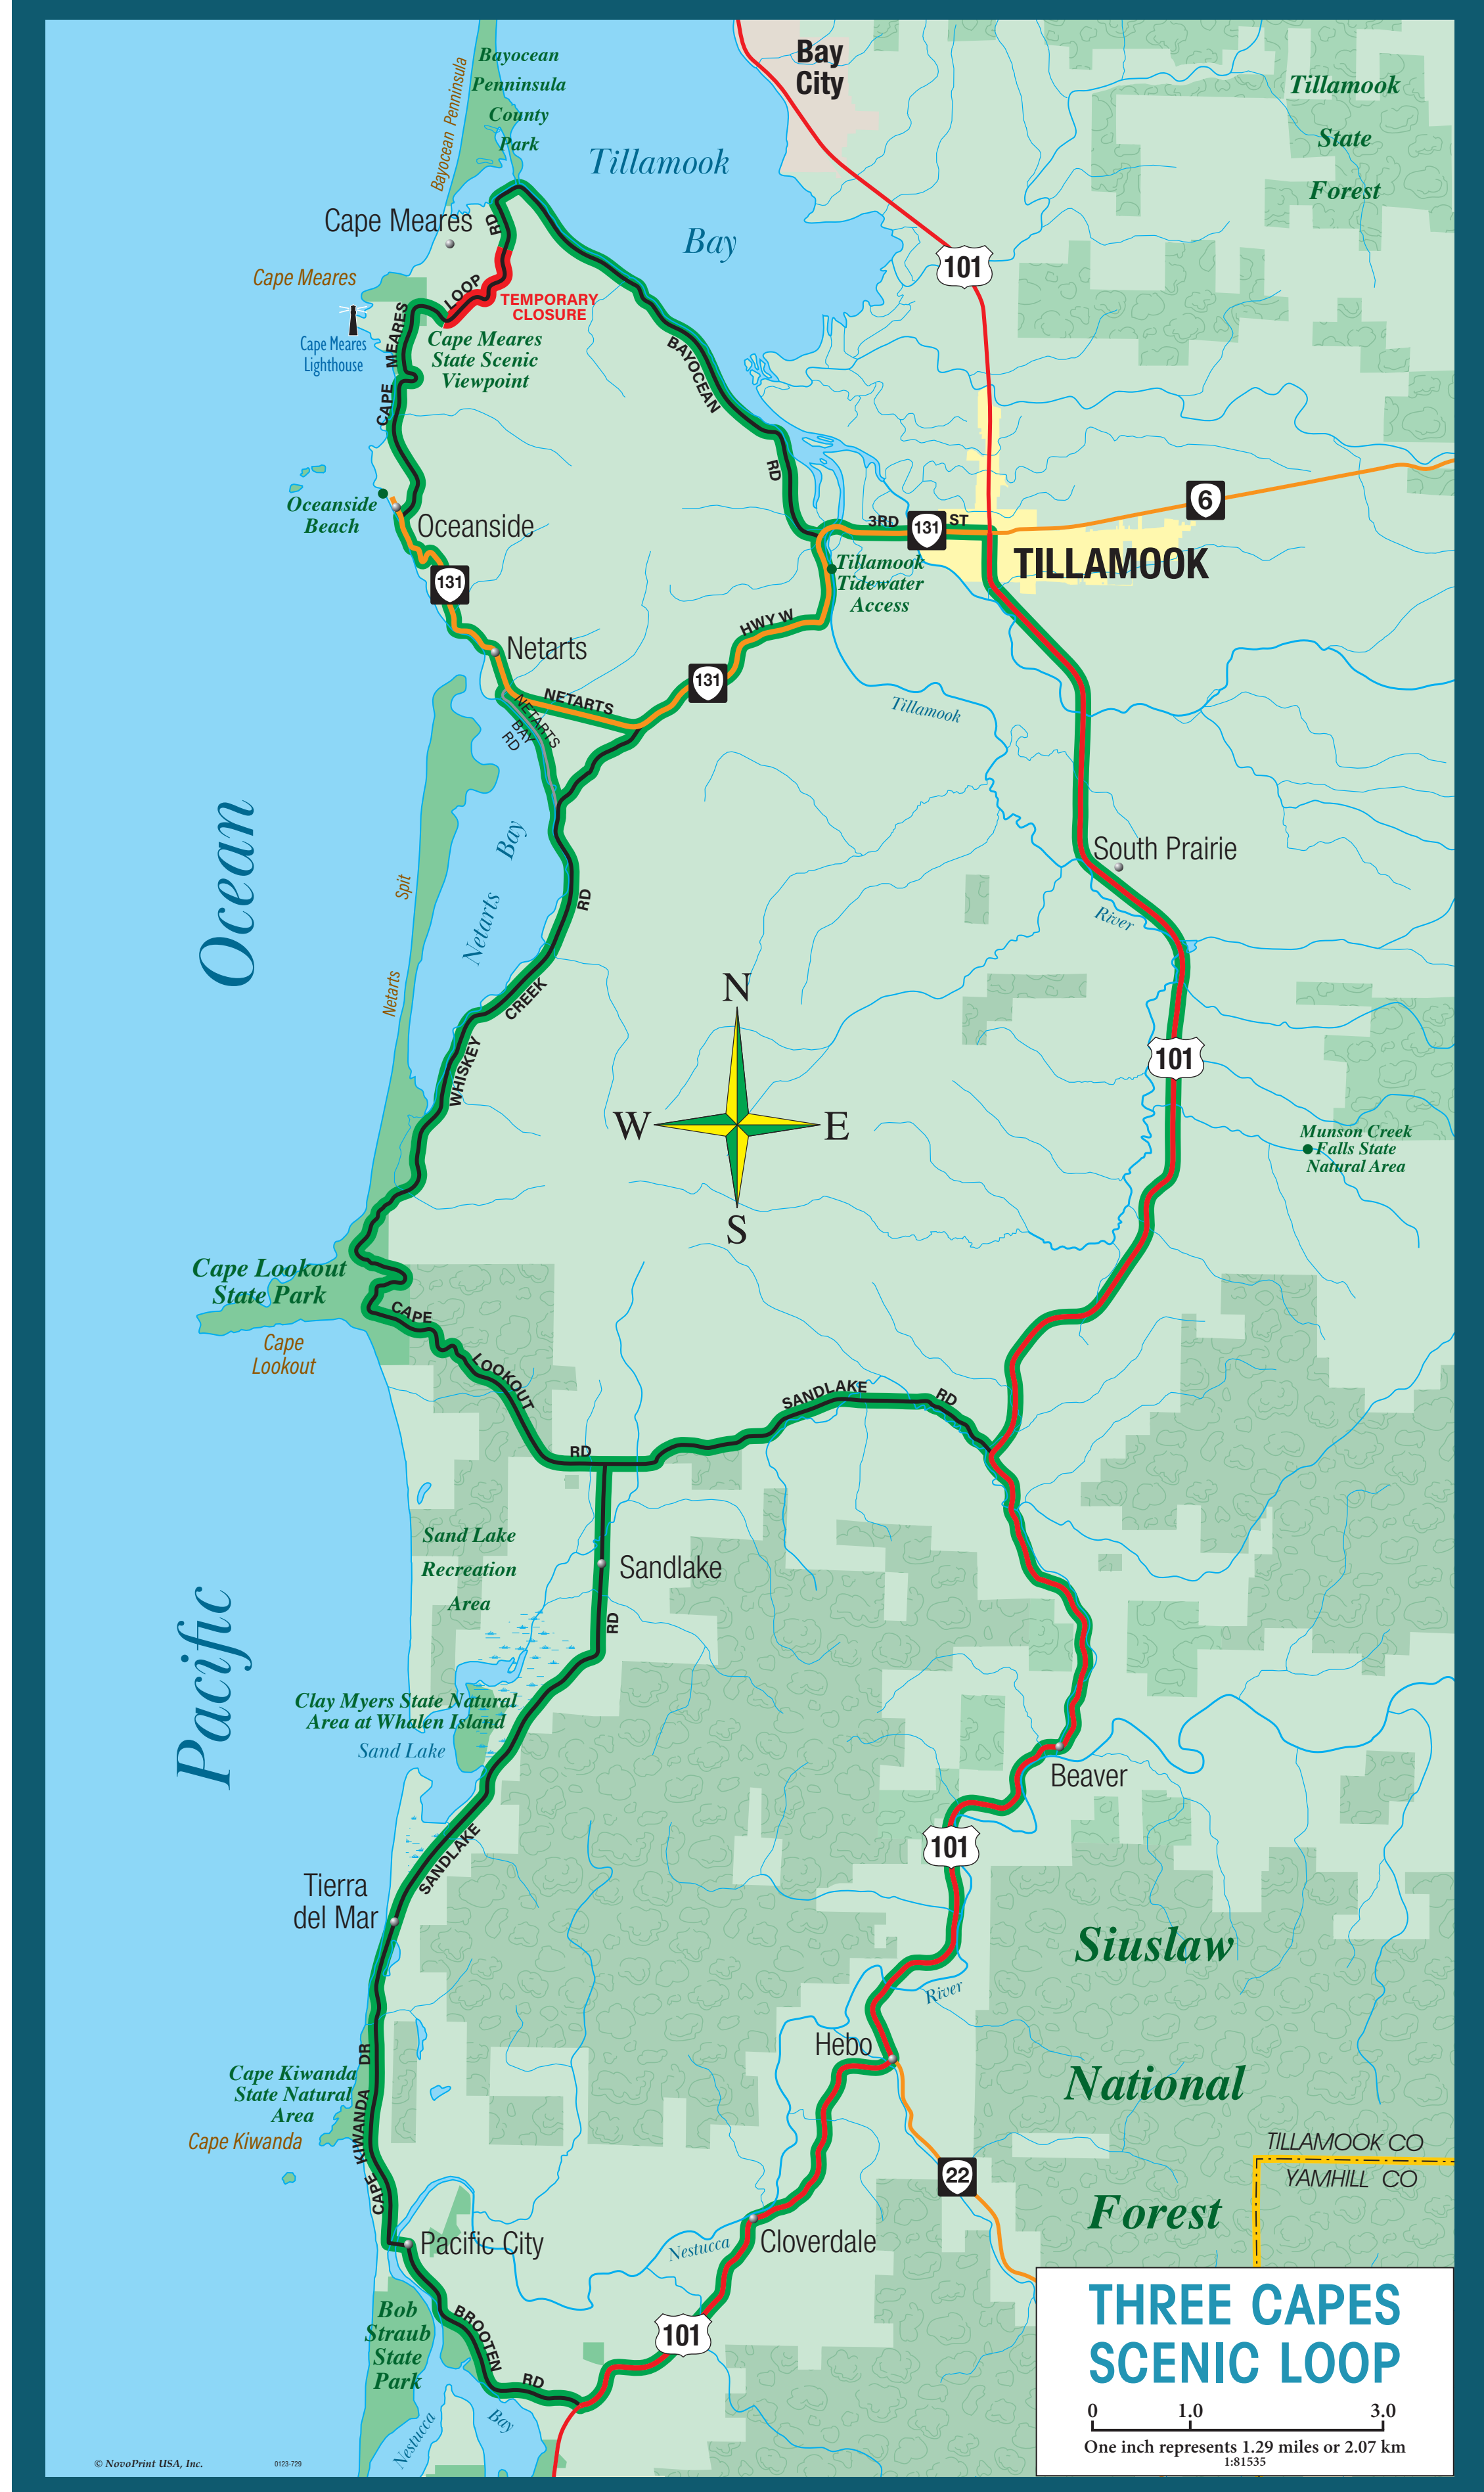 Bay
City
Bayocean
Penninsula
County
Park
Bayocean Penninsula
Tillamook
State
Forest
Tillamook
Bay
Cape Meares
RD
101
Cape Meares
LOOP
TEMPORARY
CLOSURE
Cape Meares
Lighthouse
CAPE MEARES
Cape Meares
State Scenic
Viewpoint
BAYOCEAN
RD
Oceanside
Beach
Oceanside
3RD
131
ST
6
TILLAMOOK
Tillamook
Tidewater
Access
131
HWY W
Netarts
131
NETARTS
NETARTS
BAY
RD
Tillamook
River
South Prairie
Ocean
Netarts Bay
Netarts Spit
RD
CREEK
WHISKEY
N
W
E
S
101
Munson Creek
Falls State
Natural Area
Cape Lookout
State Park
Cape
Lookout
CAPE
LOOKOUT
RD
SANDLAKE
RD
Sand Lake
Recreation
Area
Sandlake
RD
Pacific
Clay Myers State Natural
Area at Whalen Island
Sand Lake
Beaver
101
SANDLAKE
Tierra
del Mar
Siuslaw
National
Forest
River
Hebo
Cape Kiwanda
State Natural
Area
Cape Kiwanda
CAPE KIWANDA DR
22
TILLAMOOK CO
YAMHILL CO
Pacific City
Nestucca
Cloverdale
Bob
Straub
State
Park
BROOTEN
RD
101
Nestucca
Bay
THREE CAPES
SCENIC LOOP
0 1.0 3.0
One inch represents 1.29 miles or 2.07 km
1:81535
© NovoPrint USA, Inc.
0123-729